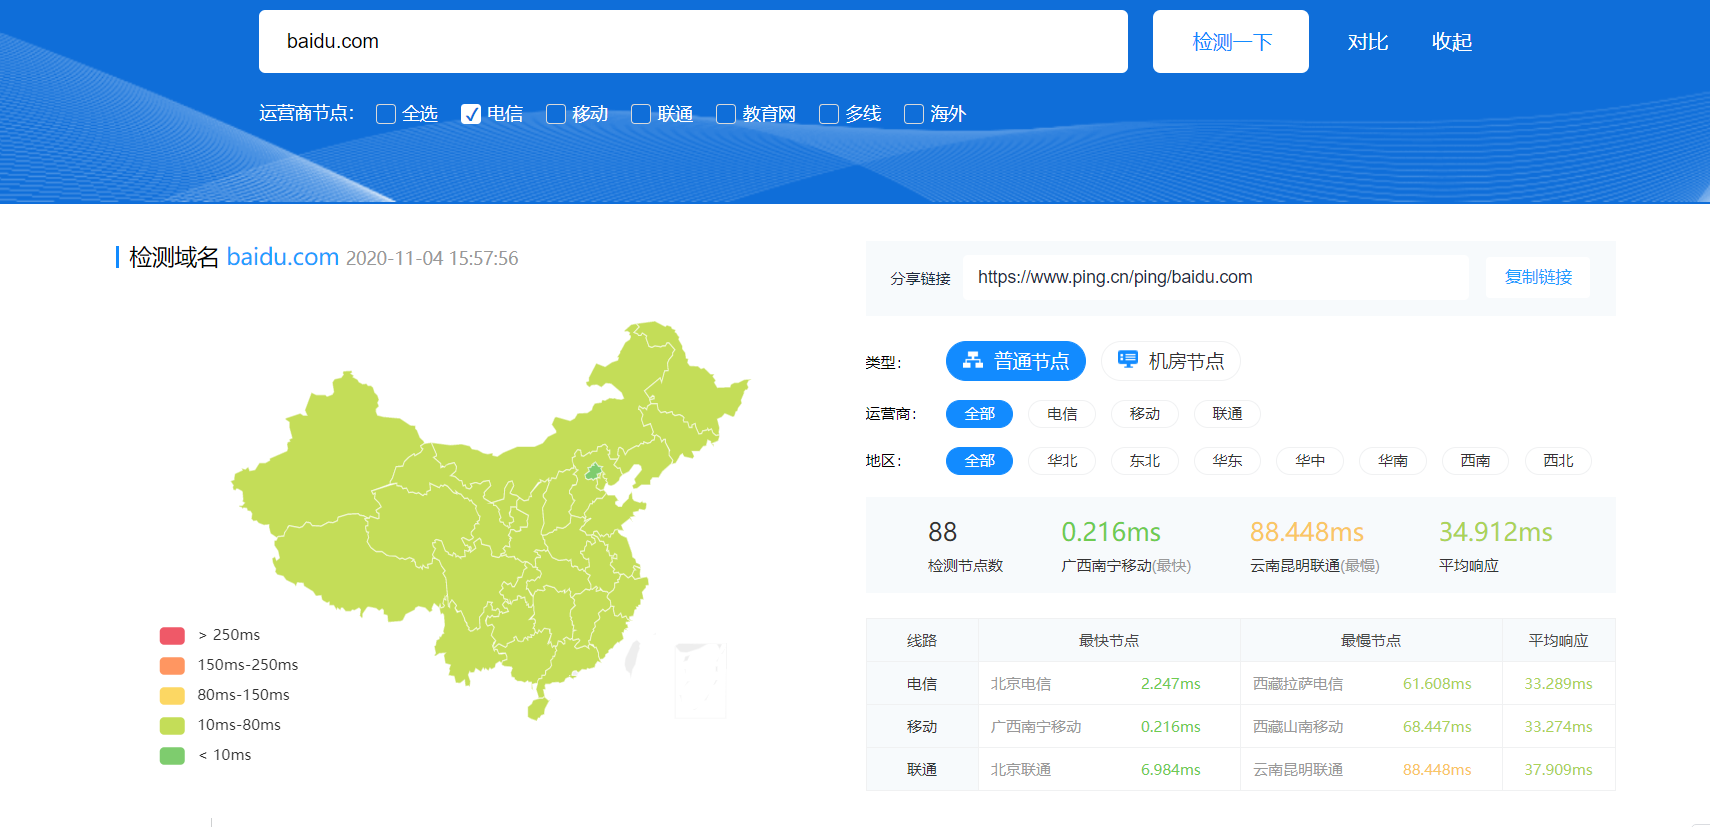 baidu.com 检测一下 对比 收起
运营商节点： 全选 电信 移动 联通 教育网 多线 海外
检测域名 baidu.com 2020-11-04 15:57:56
分享链接 https://www.ping.cn/ping/baidu.com 复制链接
类型： 普通节点 机房节点
运营商： 全部 电信 移动 联通
地区： 全部 华北 东北 华东 华中 华南 西南 西北
88 0.216ms 88.448ms 34.912ms
检测节点数 广西南宁移动(最快) 云南昆明联通(最慢) 平均响应
线路 最快节点 最慢节点 平均响应
电信 北京电信 2.247ms 西藏拉萨电信 61.608ms 33.289ms
移动 广西南宁移动 0.216ms 西藏山南移动 68.447ms 33.274ms
联通 北京联通 6.984ms 云南昆明联通 88.448ms 37.909ms
> 250ms
150ms-250ms
80ms-150ms
10ms-80ms
< 10ms